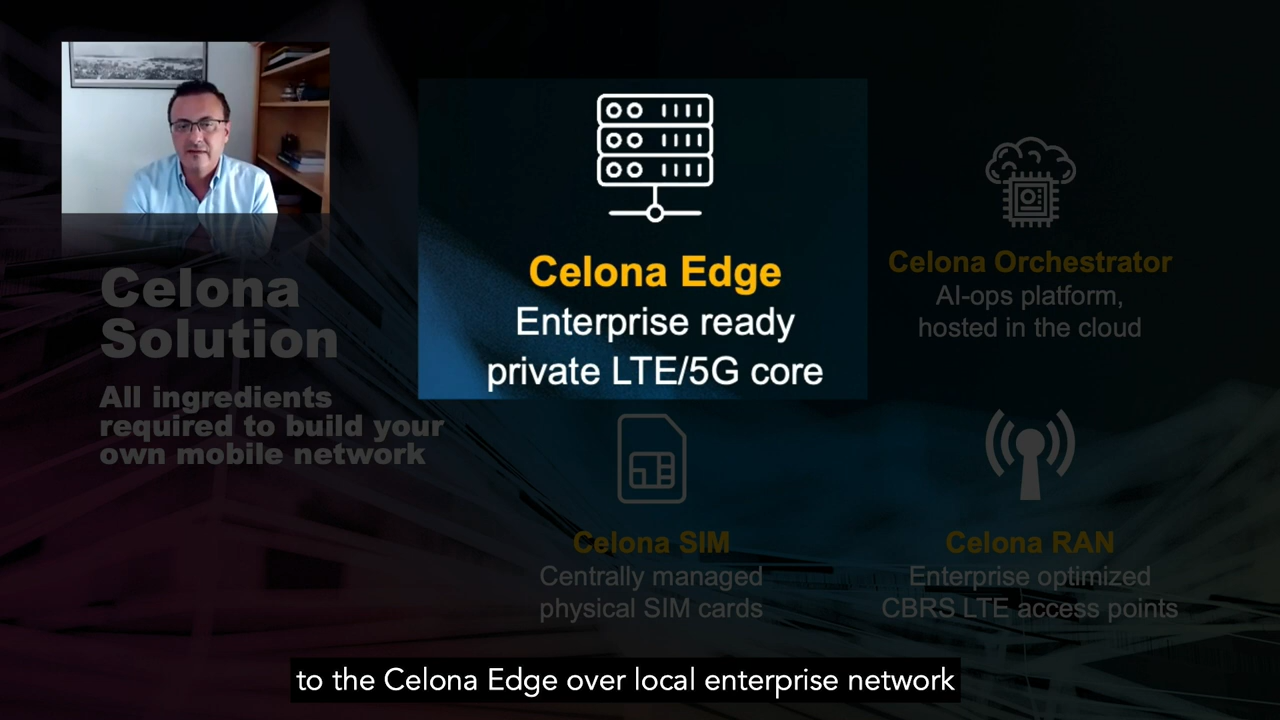 Celona
Solution
All ingredients
required to build your
own mobile network
Celona Edge
Enterprise ready
private LTE/5G core
Celona Orchestrator
AI-ops platform,
hosted in the cloud
Celona SIM
Centrally managed
physical SIM cards
Celona RAN
Enterprise optimized
CBRS LTE access points
to the Celona Edge over local enterprise network